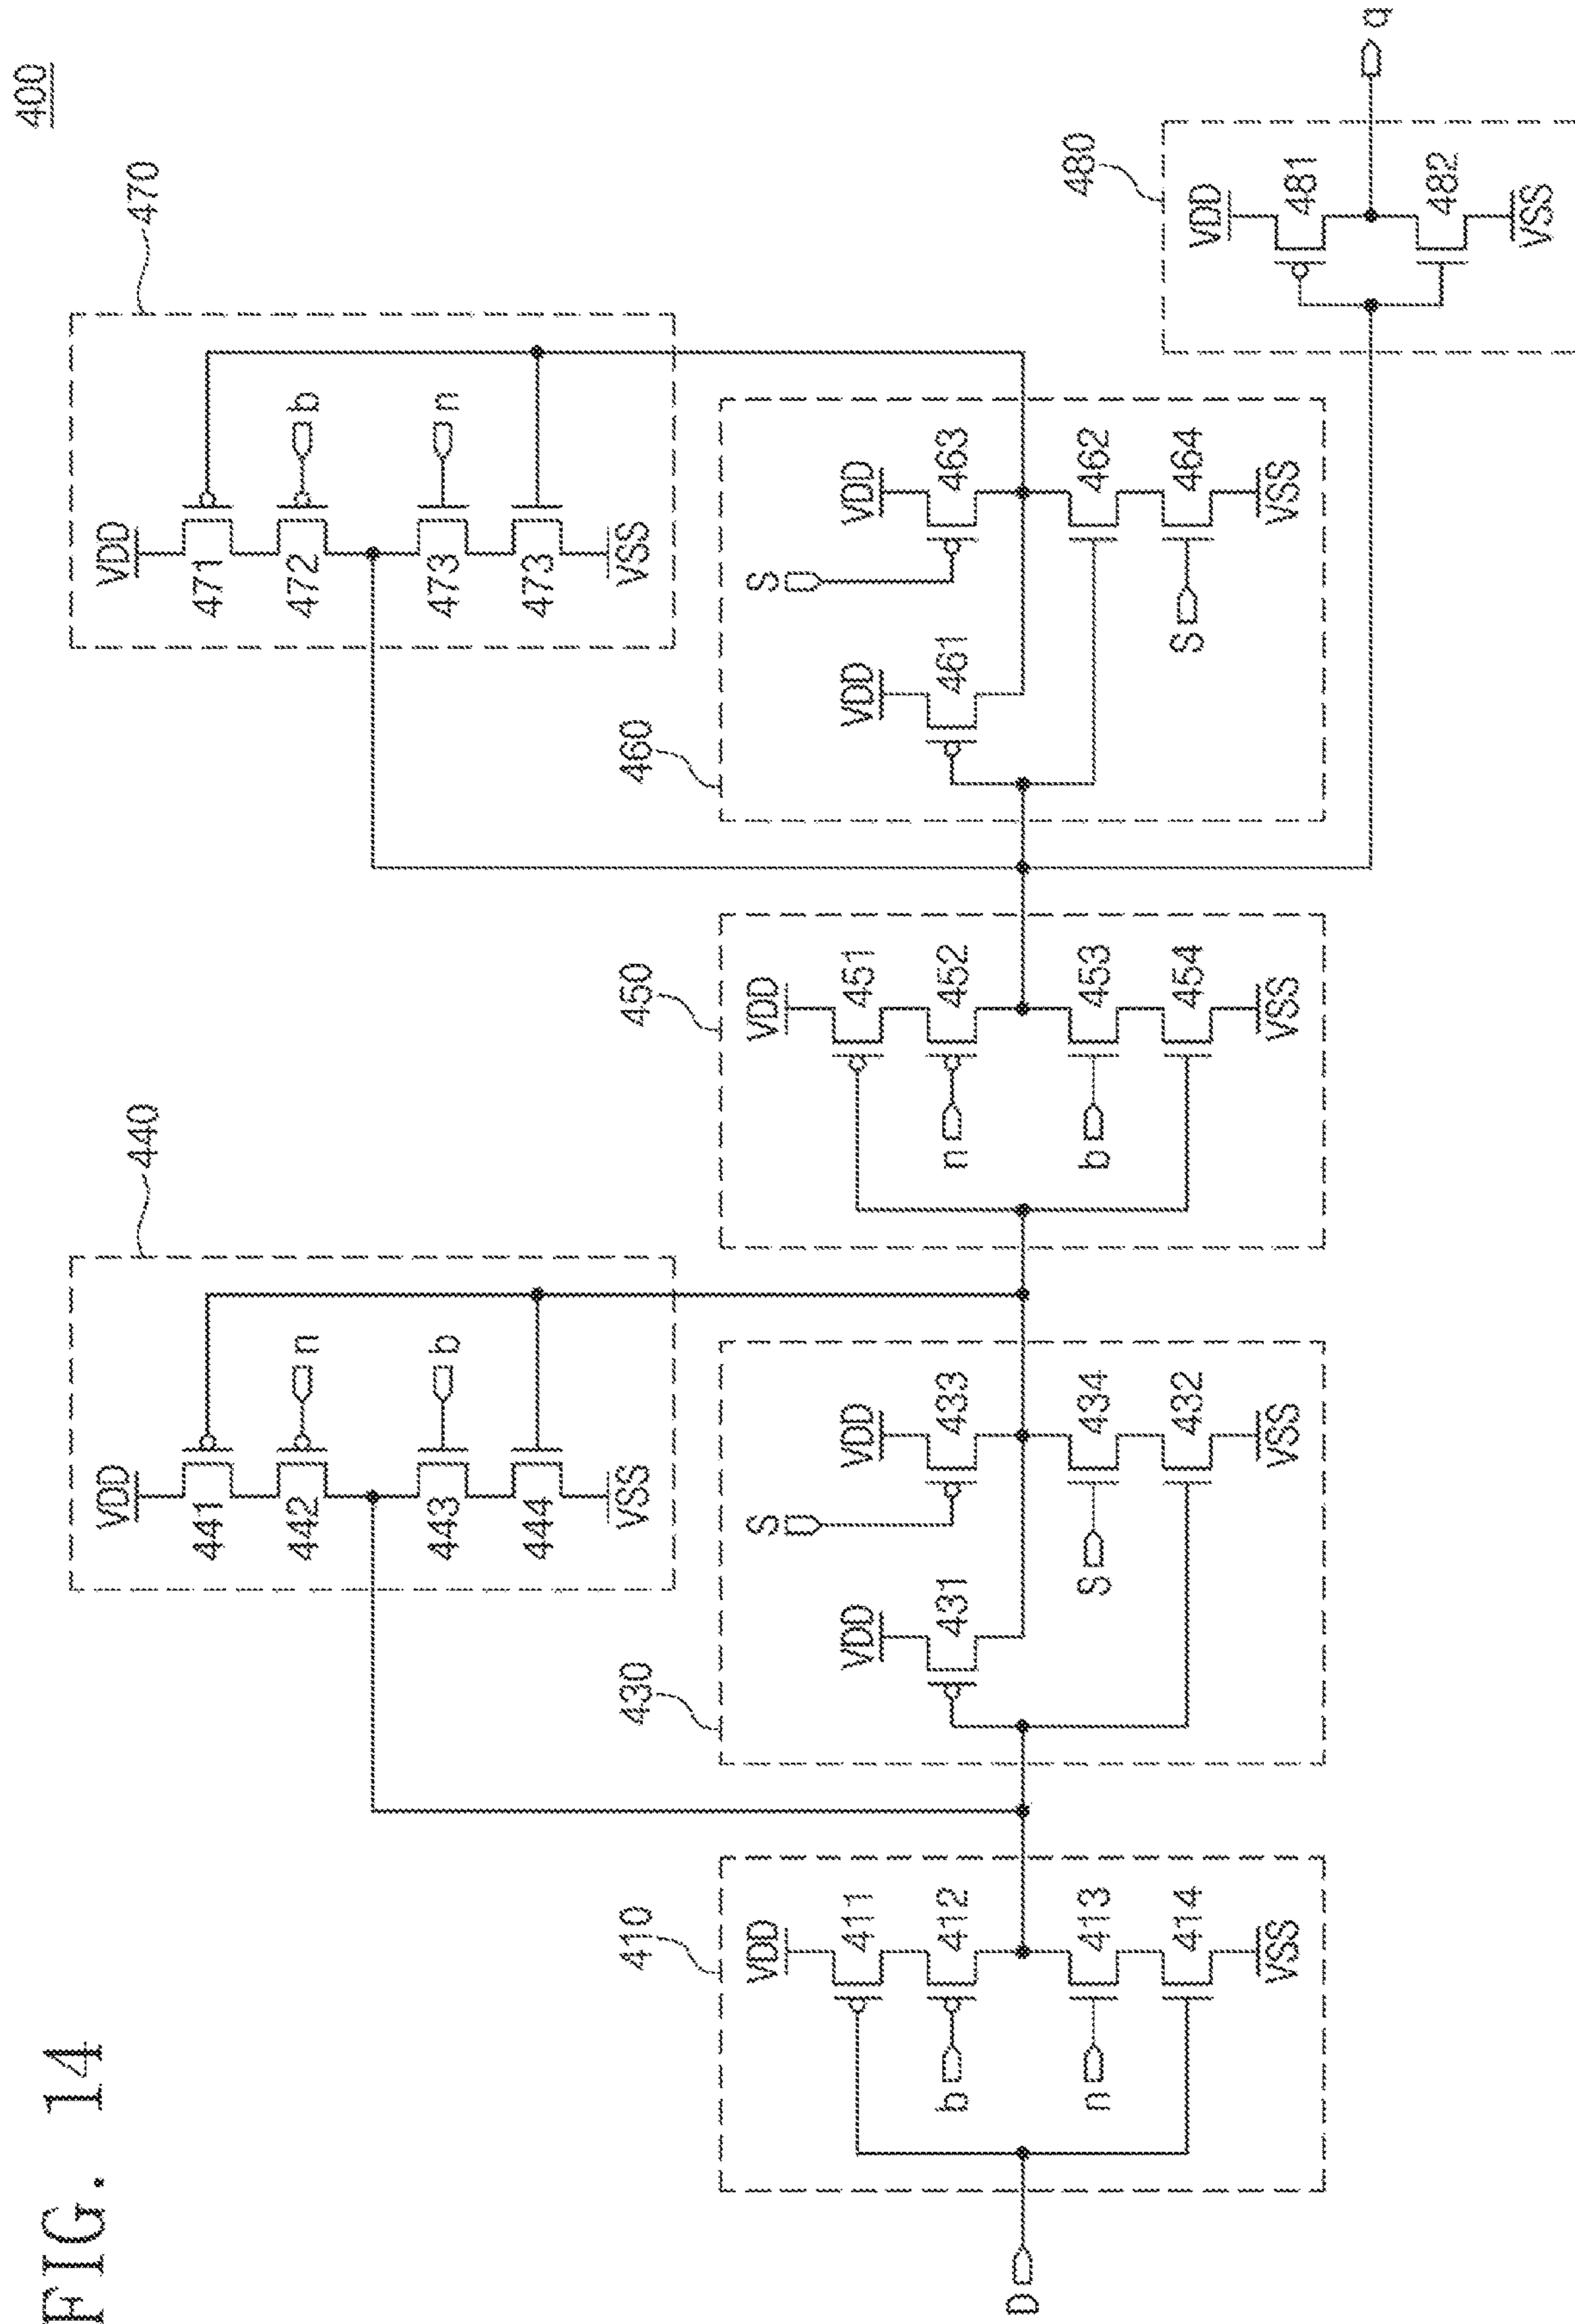 FIG. 14
400
440
VDD
441
442
n
443
b
444
VSS
470
VDD
471
472
b
473
n
473
VSS
410
VDD
411
412
b
413
n
414
VSS
D
430
VDD
431
S
VDD
433
434
S
432
VSS
450
VDD
451
452
n
453
b
454
VSS
460
VDD
461
S
VDD
463
462
464
S
VSS
480
VDD
481
482
VSS
q